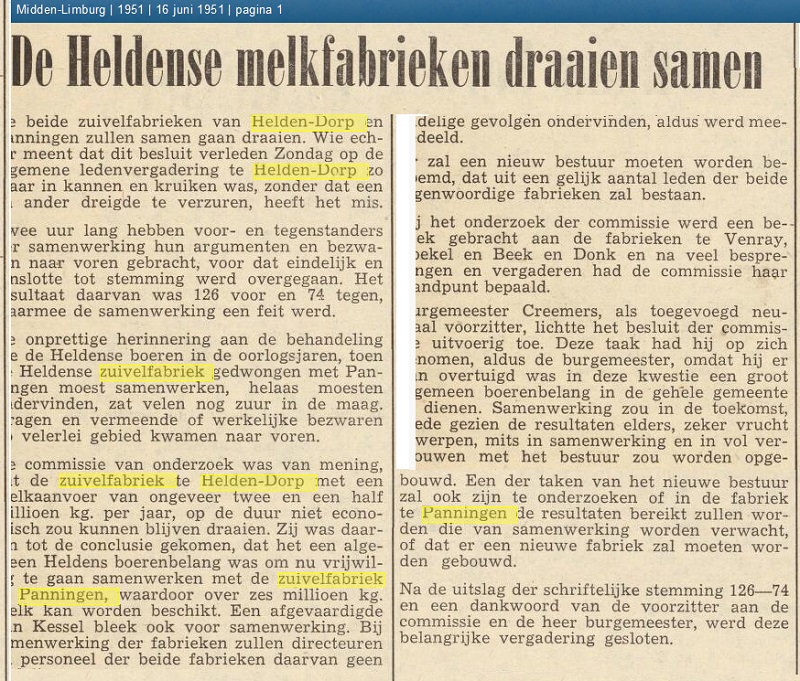 Midden-Limburg | 1951 | 16 juni 1951 | pagina 1
De Heldense melkfabrieken draaien samen
e beide zuivelfabrieken van Helden-Dorp en
anningen zullen samen gaan draaien. Wie ech-
r meent dat dit besluit verleden Zondag op de
gemene ledenvergadering te Helden-Dorp zo
aar in kannen en kruiken was, zonder dat een
ander dreigde te verzuren, heeft het mis.
wee uur lang hebben voor- en tegenstanders
r samenwerking hun argumenten en bezwa-
n naar voren gebracht, voor dat eindelijk en
nslotte tot stemming werd overgegaan. Het
sultaat daarvan was 126 voor en 74 tegen,
aarmee de samenwerking een feit werd.
e onprettige herinnering aan de behandeling
e de Heldense boeren in de oorlogsjaren, toen
Heldense zuivelfabriek gedwongen met Pan-
ngen moest samenwerken, helaas moesten
ndervinden, zat velen nog zuur in de maag.
ragen en vermeende of werkelijke bezwaren
velerlei gebied kwamen naar voren.
e commissie van onderzoek was van mening,
t de zuivelfabriek te Helden-Dorp met een
elkaanvoer van ongeveer twee en een half
illioen kg. per jaar, op de duur niet econo-
isch zou kunnen blijven draaien. Zij was daar-
n tot de conclusie gekomen, dat het een alge-
een Heldens boerenbelang was om nu vrijwil-
g te gaan samenwerken met de zuivelfabriek
Panningen, waardoor over zes millioen kg.
elk kan worden beschikt. Een afgevaardigde
n Kessel bleek ook voor samenwerking. Bij
menwerking der fabrieken zullen directeuren
personeel der beide fabrieken daarvan geen
delige gevolgen ondervinden, aldus werd mee-
deeld.
r zal een nieuw bestuur moeten worden be-
oemd, dat uit een gelijk aantal leden der beide
genwoordige fabrieken zal bestaan.
j het onderzoek der commissie werd een be-
ek gebracht aan de fabrieken te Venray,
oekel en Beek en Donk en na veel bespre-
ngen en vergaderen had de commissie haar
andpunt bepaald.
urgemeester Creemers, als toegevoegd neu-
aal voorzitter, lichtte het besluit der commis-
e uitvoerig toe. Deze taak had hij op zich
nomen, aldus de burgemeester, omdat hij er
n overtuigd was in deze kwestie een groot
gemeen boerenbelang in de gehele gemeente
dienen. Samenwerking zou in de toekomst,
ede gezien de resultaten elders, zeker vrucht
werpen, mits in samenwerking en in vol ver-
ouwen met het bestuur zou worden opge-
bouwd. Een der taken van het nieuwe bestuur
zal ook zijn te onderzoeken of in de fabriek
te Panningen de resultaten bereikt zullen wor-
den die van samenwerking worden verwacht,
of dat er een nieuwe fabriek zal moeten wor-
den gebouwd.
Na de uitslag der schriftelijke stemming 126—74
en een dankwoord van de voorzitter aan de
commissie en de heer burgemeester, werd deze
belangrijke vergadering gesloten.